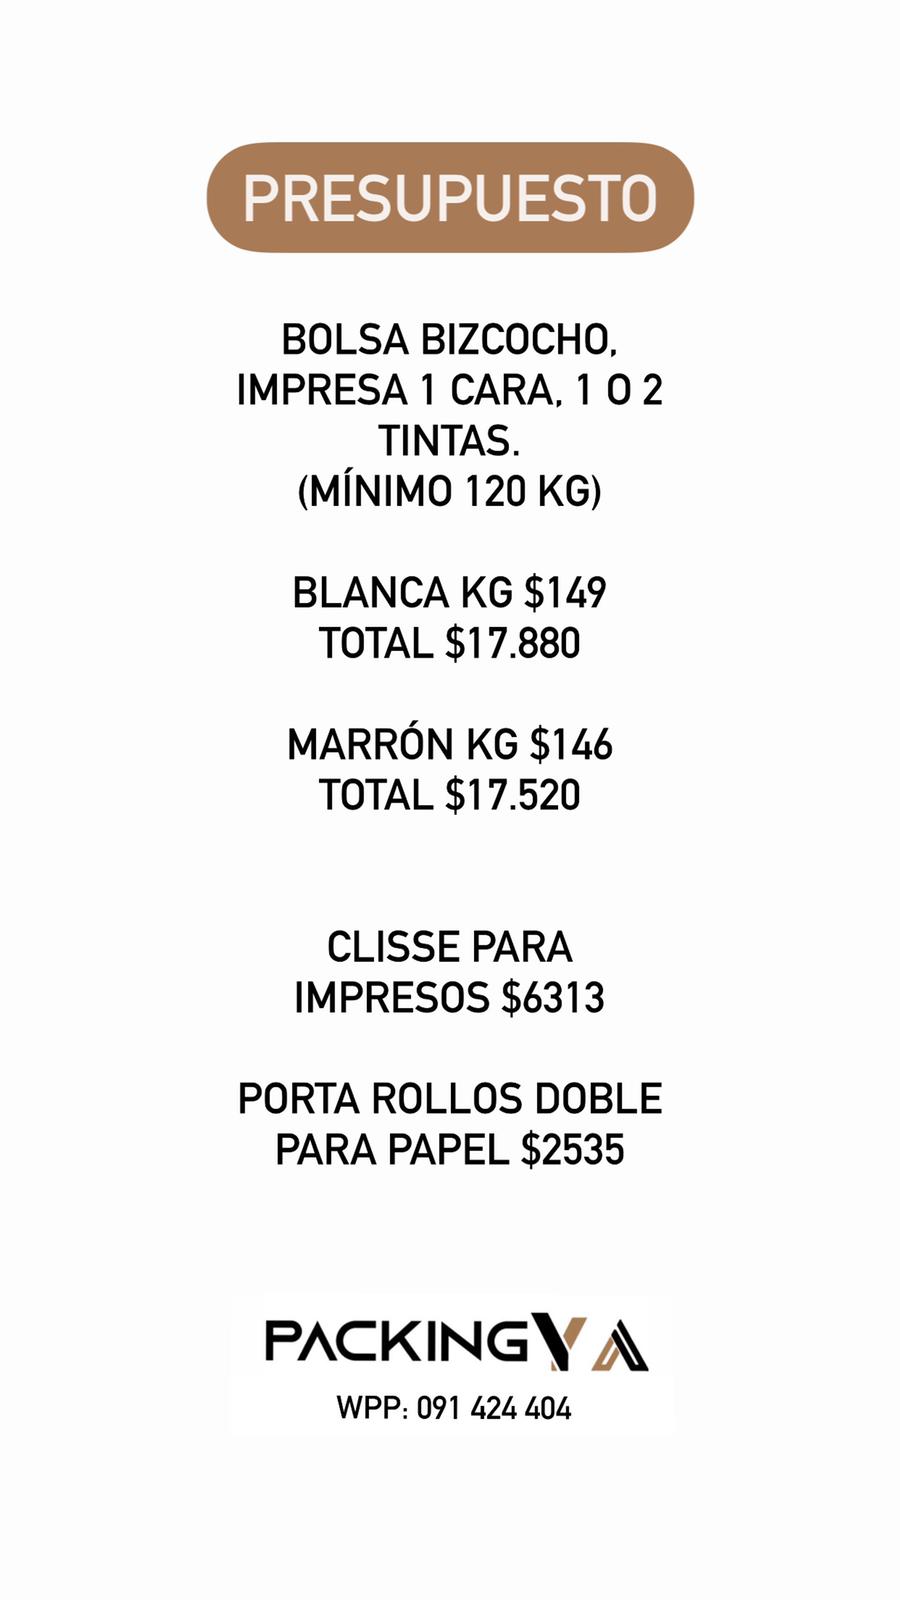 PRESUPUESTO
BOLSA BIZCOCHO,
IMPRESA 1 CARA, 1 O 2
TINTAS.
(MÍNIMO 120 KG)
BLANCA KG $149
TOTAL $17.880
MARRÓN KG $146
TOTAL $17.520
CLISSE PARA
IMPRESOS $6313
PORTA ROLLOS DOBLE
PARA PAPEL $2535
PACKINGYA
WPP: 091 424 404